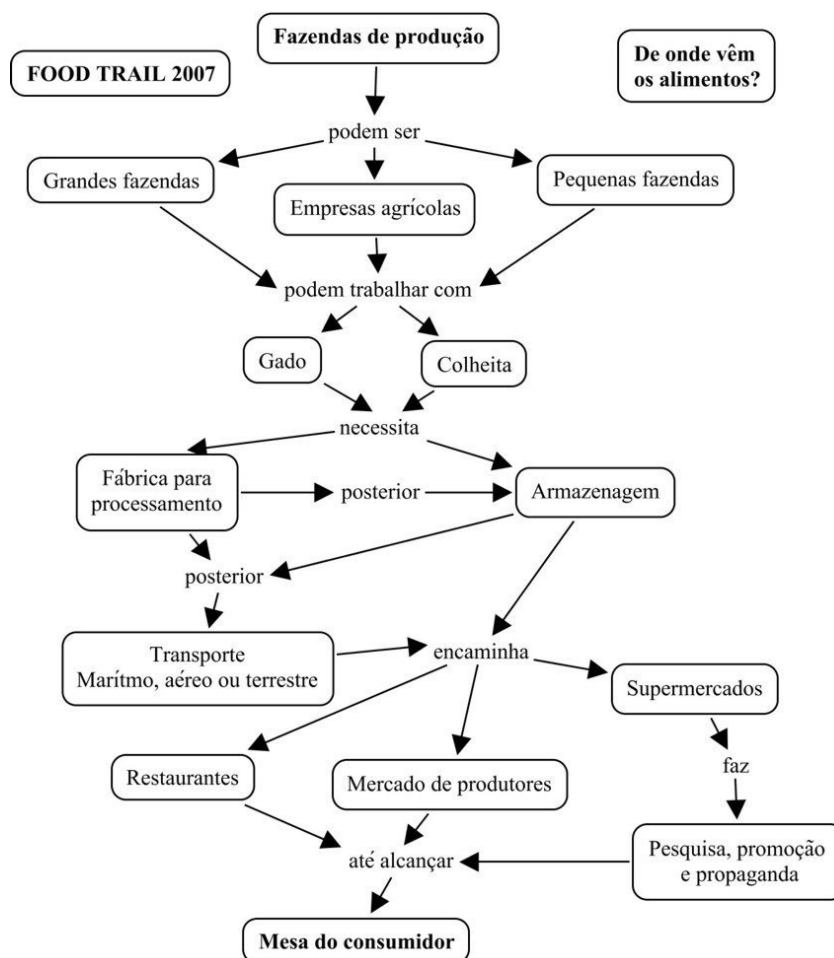 Fazendas de produção
FOOD TRAIL 2007
De onde vêm
os alimentos?
podem ser
Grandes fazendas
Empresas agrícolas
Pequenas fazendas
podem trabalhar com
Gado
Colheita
necessita
Fábrica para
processamento
posterior
Armazenagem
posterior
Transporte
Marítmo, aéreo ou terrestre
encaminha
Supermercados
Restaurantes
Mercado de produtores
faz
até alcançar
Pesquisa, promoção
e propaganda
Mesa do consumidor